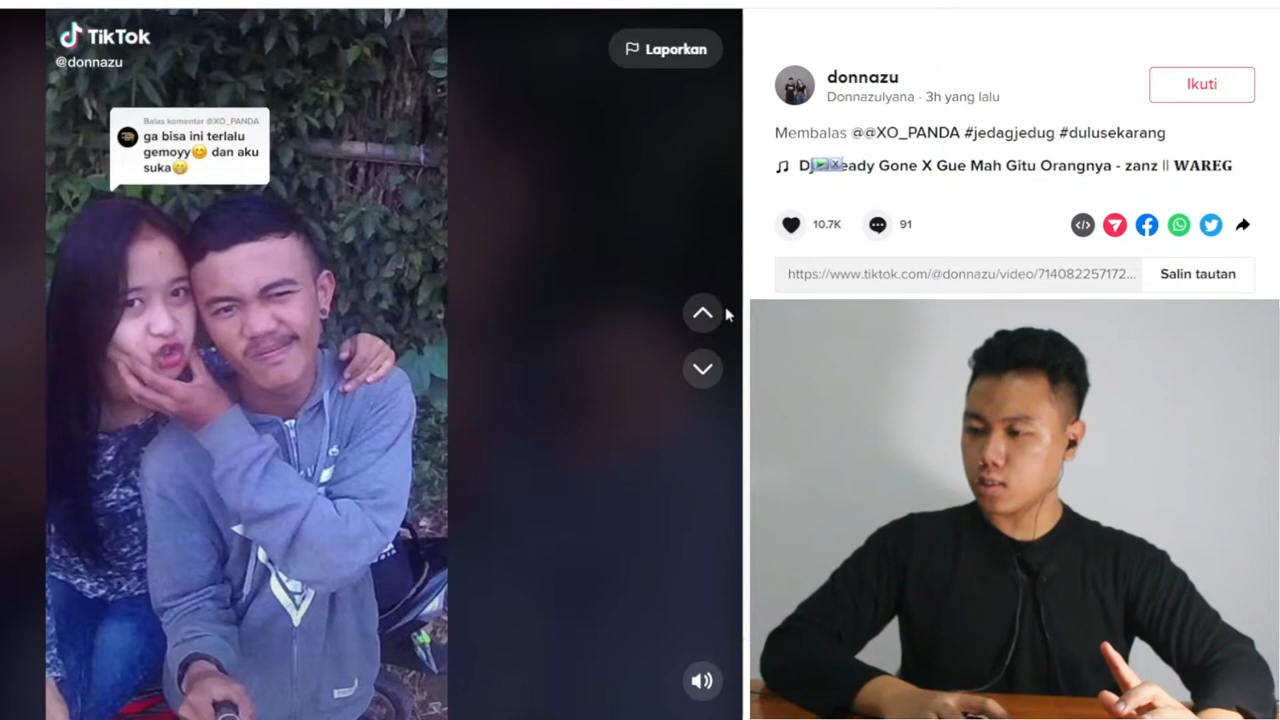 TikTok
@donnazu
Laporkan
Balas komentar @XO_PANDA
ga bisa ini terlalu
gemoyy😊 dan aku
suka😁
donnazu
Donnazulyana · 3h yang lalu
Ikuti
Membalas @@XO_PANDA #jedagjedug #dulusekarang
Gone X Gue Mah Gitu Orangnya - zanz || WAREG
10.7K
91
https://www.tiktok.com/@donnazu/video/714082257172...
Salin tautan